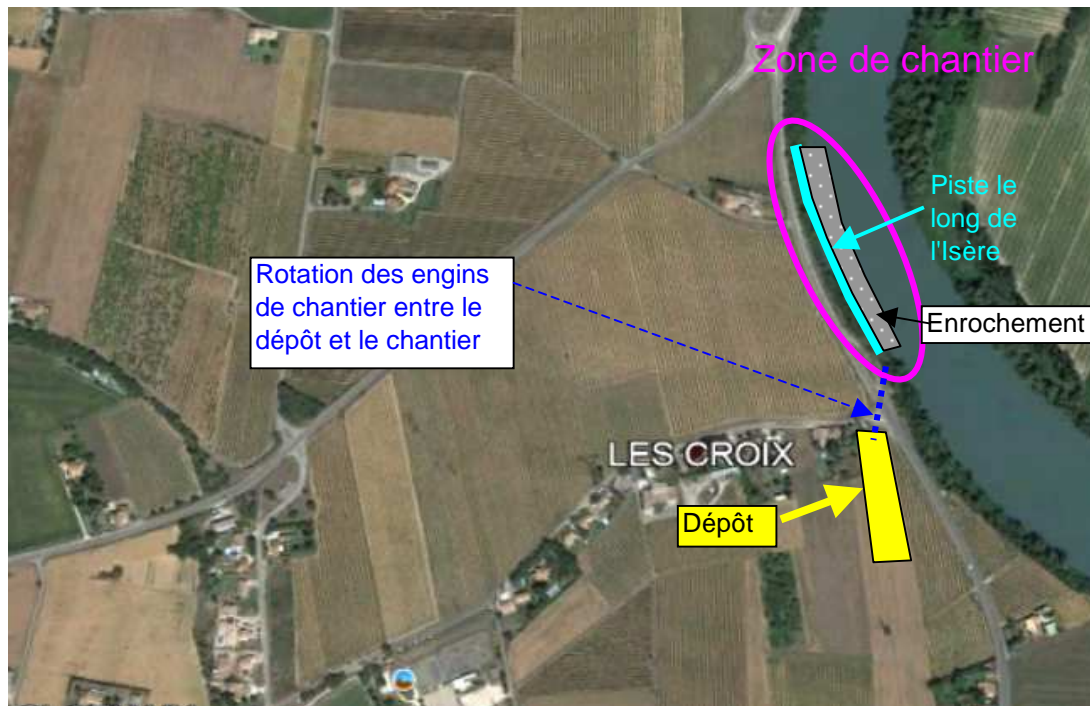 Zone de chantier
Piste le
long de
l'Isère
Rotation des engins
de chantier entre le
dépôt et le chantier
Enrochement
LES CROIX
Dépôt